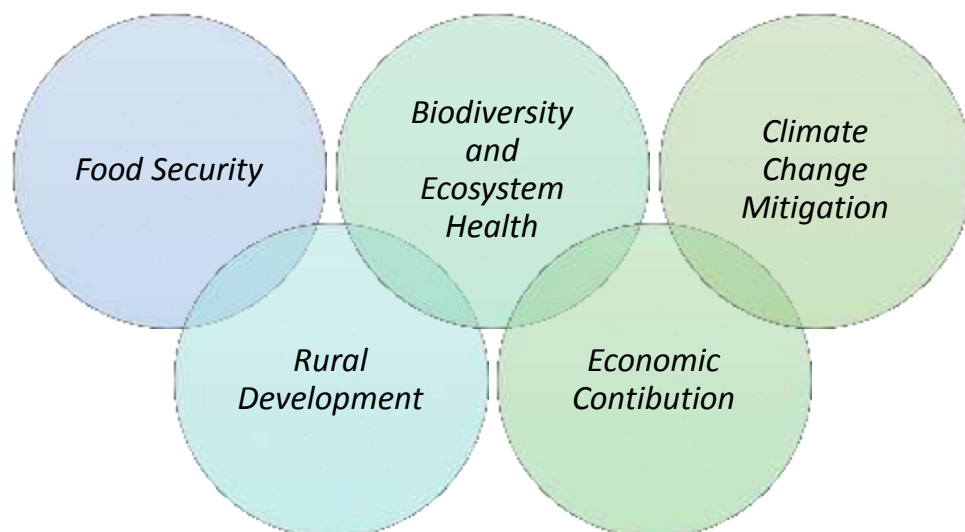 Food Security
Biodiversity
and
Ecosystem
Health
Climate
Change
Mitigation
Rural
Development
Economic
Contibution